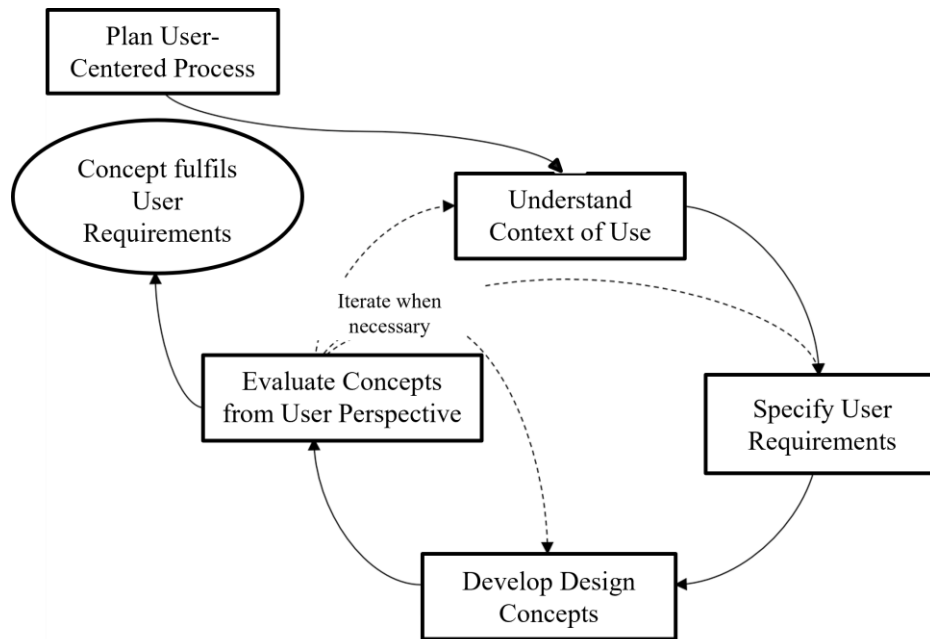 Plan User-
Centered Process
Concept fulfils
User
Requirements
Understand
Context of Use
Iterate when
necessary
Evaluate Concepts
from User Perspective
Specify User
Requirements
Develop Design
Concepts